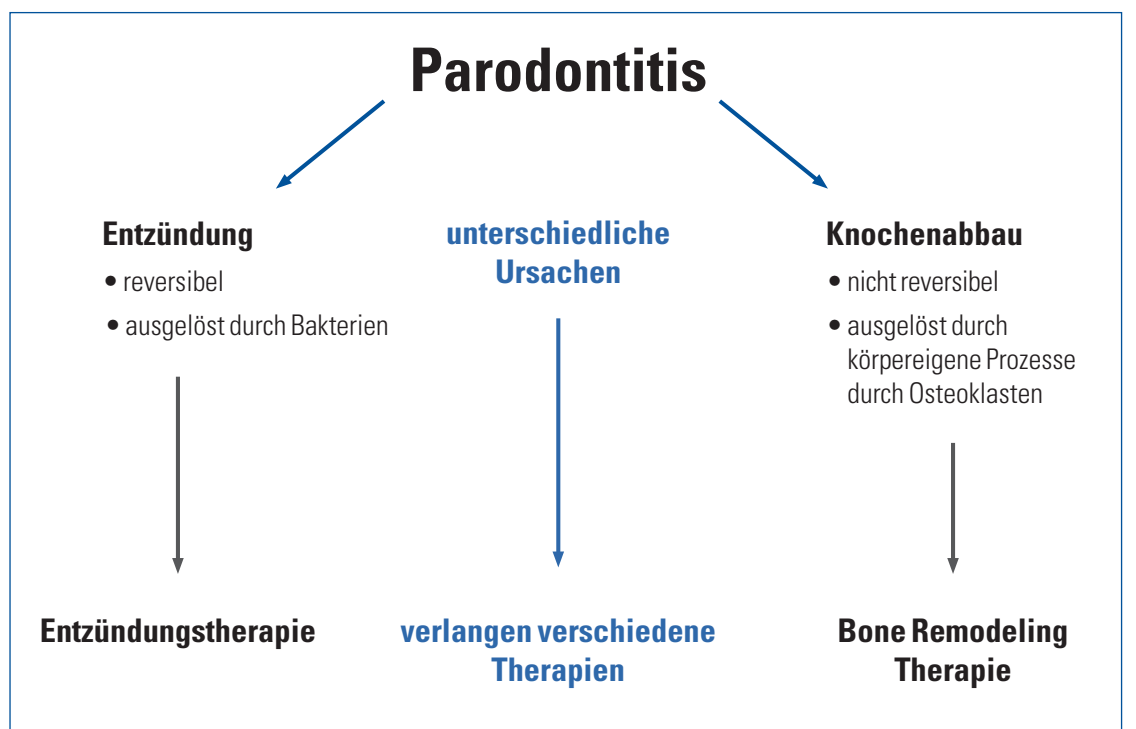 Parodontitis
Entzündung
• reversibel
• ausgelöst durch Bakterien
unterschiedliche
Ursachen
Knochenabbau
• nicht reversibel
• ausgelöst durch
körpereigene Prozesse
durch Osteoklasten
Entzündungstherapie
verlangen verschiedene
Therapien
Bone Remodeling
Therapie